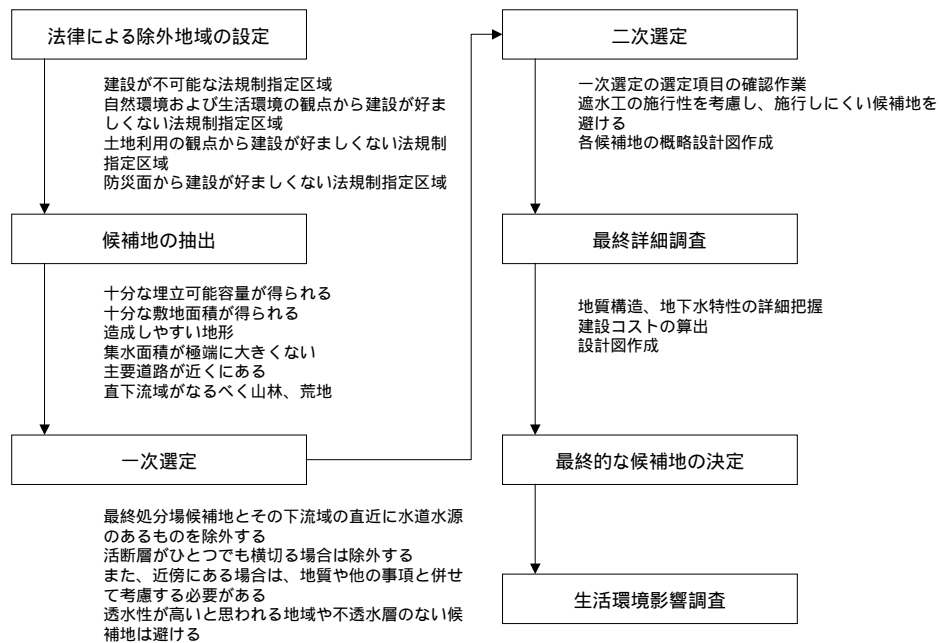 法律による除外地域の設定
建設が不可能な法規制指定区域
自然環境および生活環境の観点から建設が好ま
しくない法規制指定区域
土地利用の観点から建設が好ましくない法規制
指定区域
防災面から建設が好ましくない法規制指定区域
候補地の抽出
十分な埋立可能容量が得られる
十分な敷地面積が得られる
造成しやすい地形
集水面積が極端に大きくない
主要道路が近くにある
直下流域がなるべく山林、荒地
一次選定
最終処分場候補地とその下流域の直近に水道水源
のあるものを除外する
活断層がひとつでも横切る場合は除外する
また、近傍にある場合は、地質や他の事項と併せ
て考慮する必要がある
透水性が高いと思われる地域や不透水層のない候
補地は避ける
二次選定
一次選定の選定項目の確認作業
遮水工の施行性を考慮し、施行しにくい候補地を
避ける
各候補地の概略設計図作成
最終詳細調査
地質構造、地下水特性の詳細把握
建設コストの算出
設計図作成
最終的な候補地の決定
生活環境影響調査